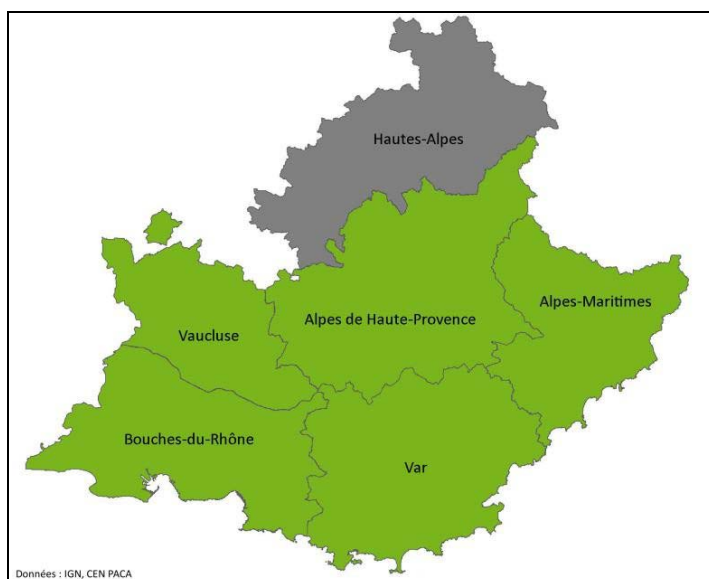 Hautes-Alpes
Alpes-Maritimes
Alpes de Haute-Provence
Vaucluse
Bouches-du-Rhône
Var
Données : IGN, CEN PACA